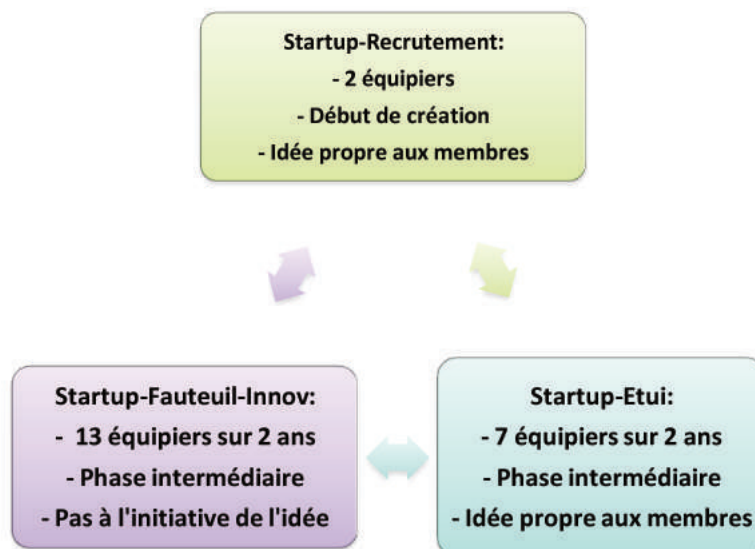 Startup-Recrutement:
- 2 équipiers
- Début de création
- Idée propre aux membres
Startup-Fauteuil-Innov:
- 13 équipiers sur 2 ans
- Phase intermédiaire
- Pas à l'initiative de l'idée
Startup-Etui:
- 7 équipiers sur 2 ans
- Phase intermédiaire
- Idée propre aux membres